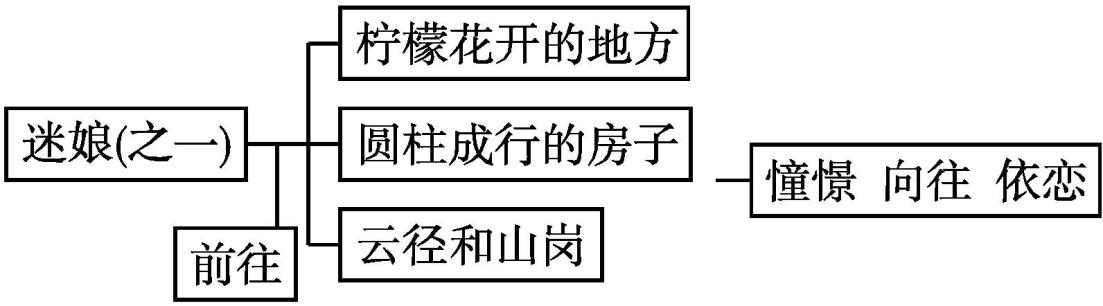 柠檬花开的地方
迷娘(之一)
圆柱成行的房子
憧憬 向往 依恋
前往
云径和山岗